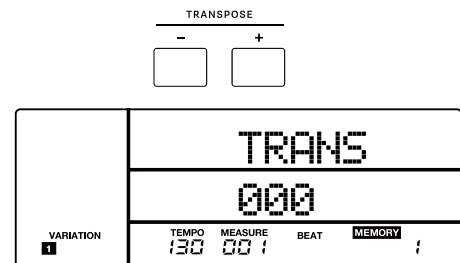 TRANSPOSE
- +
TRANS
000
VARIATION TEMPO MEASURE BEAT MEMORY
1 130 001 1